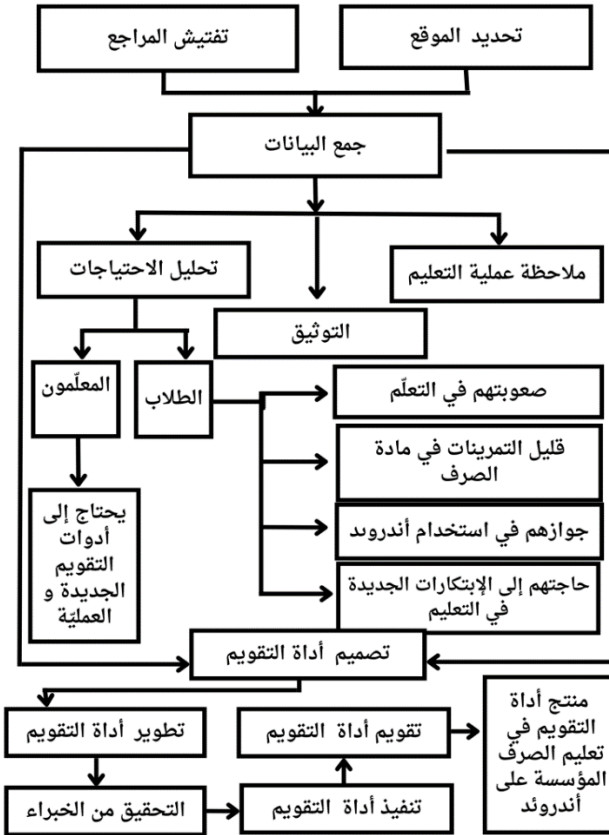 تحديد الموقع
تفتيش المراجع
جمع البيانات
ملاحظة عملية التعليم
تحليل الاحتياجات
التوثيق
المعلّمون
الطلاب
صعوبتهم في التعلّم
قليل التمرينات في مادة
الصرف
جوازهم في استخدام أندرويد
حاجتهم إلى الإبتكارات الجديدة
في التعليم
يحتاج إلى
أدوات
التقويم
الجديدة و
العمليّة
تصميم أداة التقويم
تطوير أداة التقويم
التحقيق من الخبراء
تنفيذ أداة التقويم
تقويم أداة التقويم
منتج أداة
التقويم في
تعليم الصرف
المؤسسة على
أندروئد